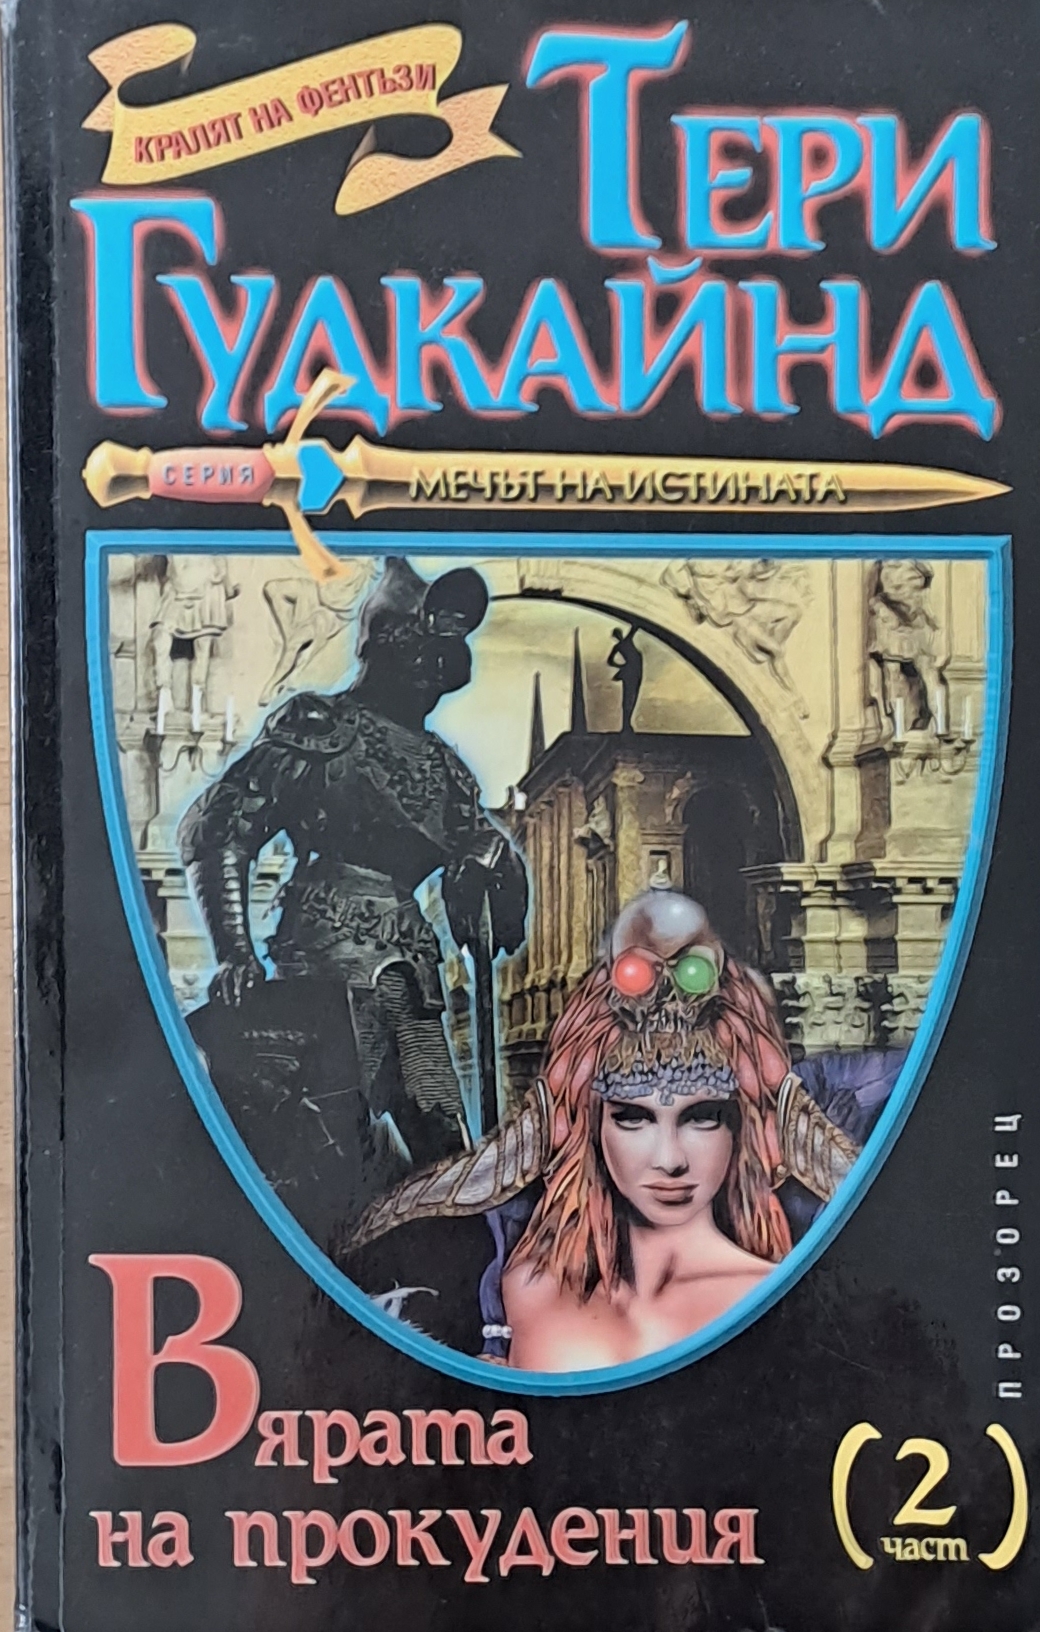 КРАЛЯТ НА ФЕНТЪЗИ
ТЕРИ
ГУДКАЙНД
СЕРИЯ МЕЧЪТ НА ИСТИНАТА
Вярата
на прокудения
(2
част)
ПРОЗОРЕЦ